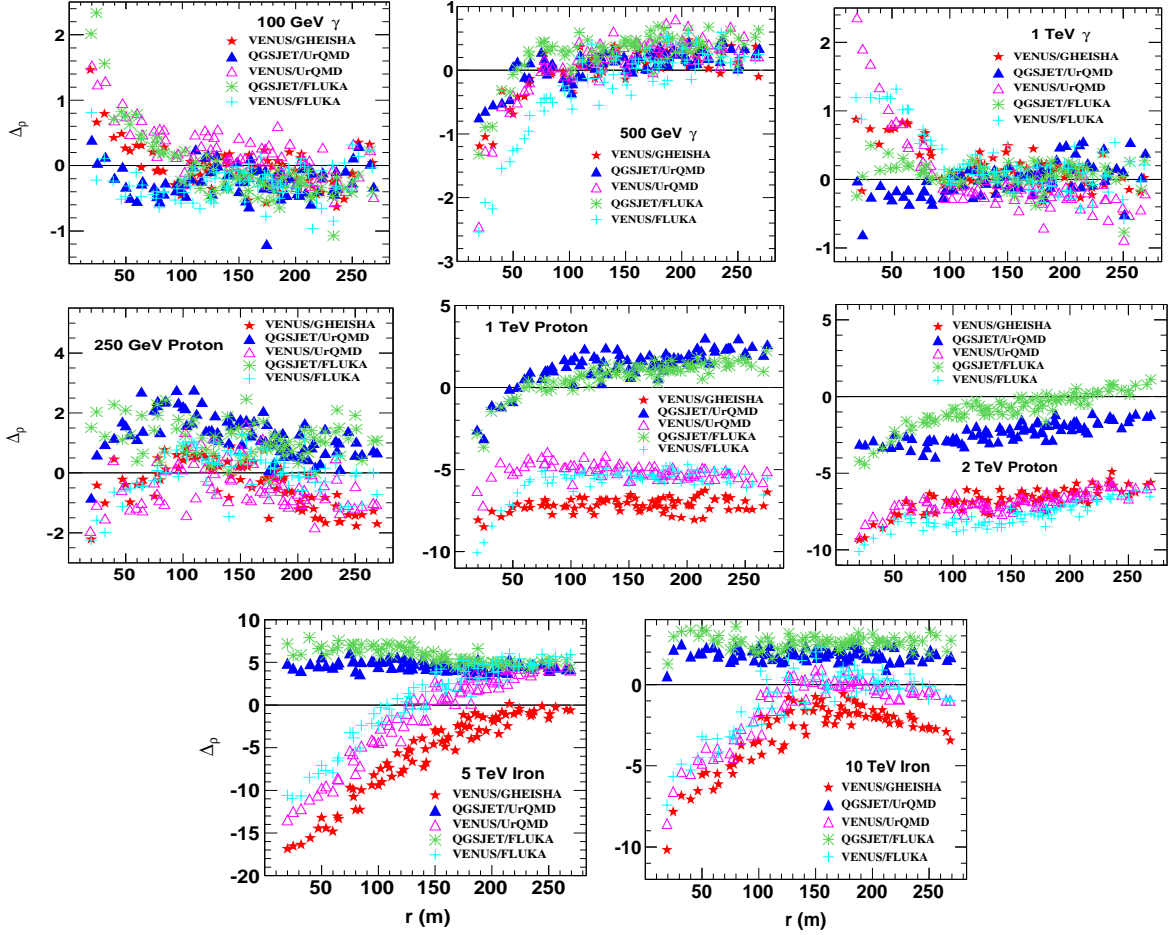 100 GeV γ
VENUS/GHEISHA
QGSJET/UrQMD
VENUS/UrQMD
QGSJET/FLUKA
VENUS/FLUKA
Δp
2
1
0
-1
50 100 150 200 250
500 GeV γ
VENUS/GHEISHA
QGSJET/UrQMD
VENUS/UrQMD
QGSJET/FLUKA
VENUS/FLUKA
1
0
-1
-2
-3
50 100 150 200 250
1 TeV γ
VENUS/GHEISHA
QGSJET/UrQMD
VENUS/UrQMD
QGSJET/FLUKA
VENUS/FLUKA
2
1
0
-1
50 100 150 200 250
250 GeV Proton
VENUS/GHEISHA
QGSJET/UrQMD
VENUS/UrQMD
QGSJET/FLUKA
VENUS/FLUKA
Δp
4
2
0
-2
50 100 150 200 250
1 TeV Proton
VENUS/GHEISHA
QGSJET/UrQMD
VENUS/UrQMD
QGSJET/FLUKA
VENUS/FLUKA
5
0
-5
-10
50 100 150 200 250
VENUS/GHEISHA
QGSJET/UrQMD
VENUS/UrQMD
QGSJET/FLUKA
VENUS/FLUKA
2 TeV Proton
5
0
-5
-10
50 100 150 200 250
5 TeV Iron
VENUS/GHEISHA
QGSJET/UrQMD
VENUS/UrQMD
QGSJET/FLUKA
VENUS/FLUKA
Δp
10
5
0
-5
-10
-15
-20
50 100 150 200 250
r (m)
10 TeV Iron
VENUS/GHEISHA
QGSJET/UrQMD
VENUS/UrQMD
QGSJET/FLUKA
VENUS/FLUKA
0
-5
-10
50 100 150 200 250
r (m)